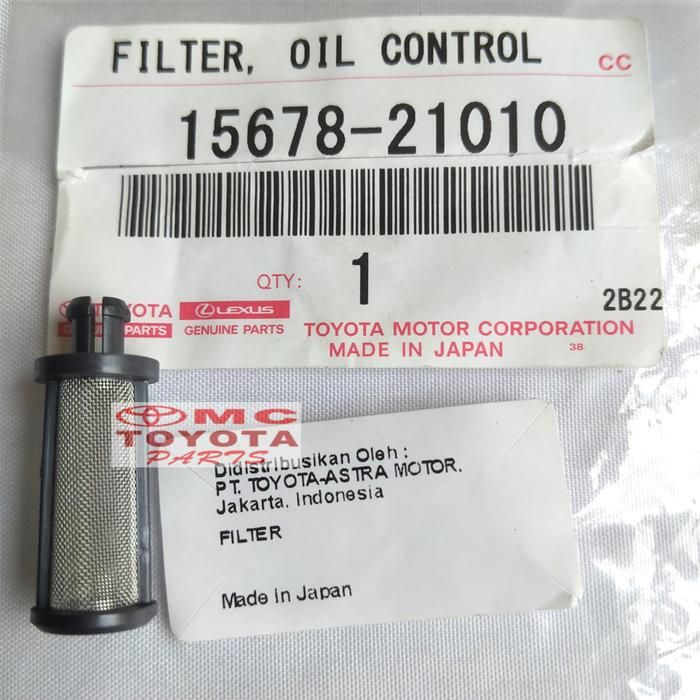 FILTER, OIL CONTROL
CC
15678-21010
QTY: 1
2B22
TOYOTA
GENUINE PARTS
LEXUS
GENUINE PARTS
TOYOTA MOTOR CORPORATION
MADE IN JAPAN
38
MC
TOYOTA
PARTS
Didistribusikan Oleh :
PT. TOYOTA-ASTRA MOTOR.
Jakarta, Indonesia
FILTER
Made in Japan